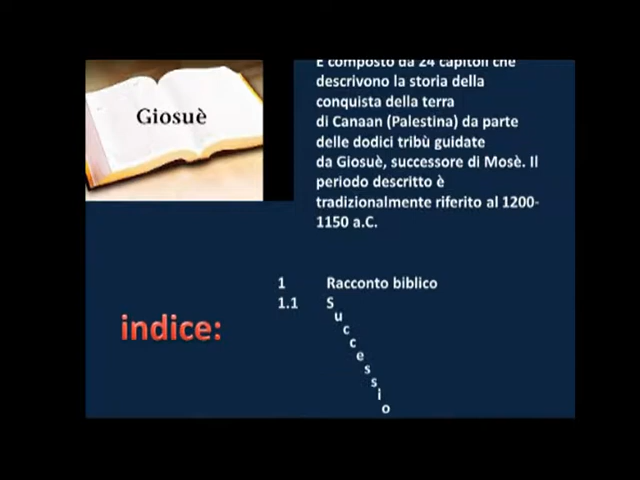 Giosuè
È composto da 24 capitoli che
descrivono la storia della
conquista della terra
di Canaan (Palestina) da parte
delle dodici tribù guidate
da Giosuè, successore di Mosè. Il
periodo descritto è
tradizionalmente riferito al 1200-
1150 a.C.
indice:
1 Racconto biblico
1.1 Successio